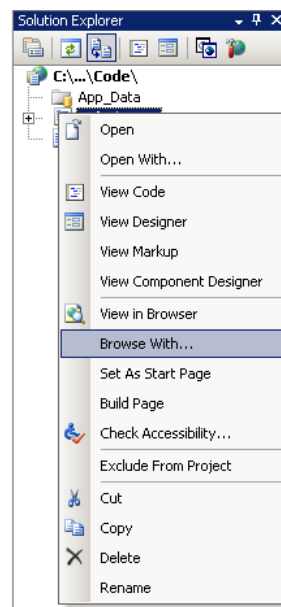 Solution Explorer
C:\...\Code\
App_Data
Open
Open With...
View Code
View Designer
View Markup
View Component Designer
View in Browser
Browse With...
Set As Start Page
Build Page
Check Accessibility...
Exclude From Project
Cut
Copy
Delete
Rename